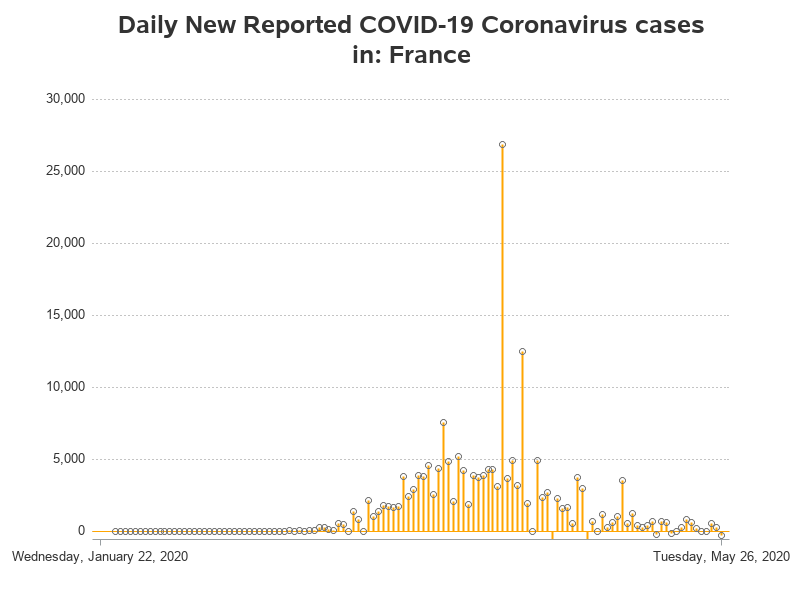 Daily New Reported COVID-19 Coronavirus cases
in: France
30,000
25,000
20,000
15,000
10,000
5,000
0
Wednesday, January 22, 2020
Tuesday, May 26, 2020